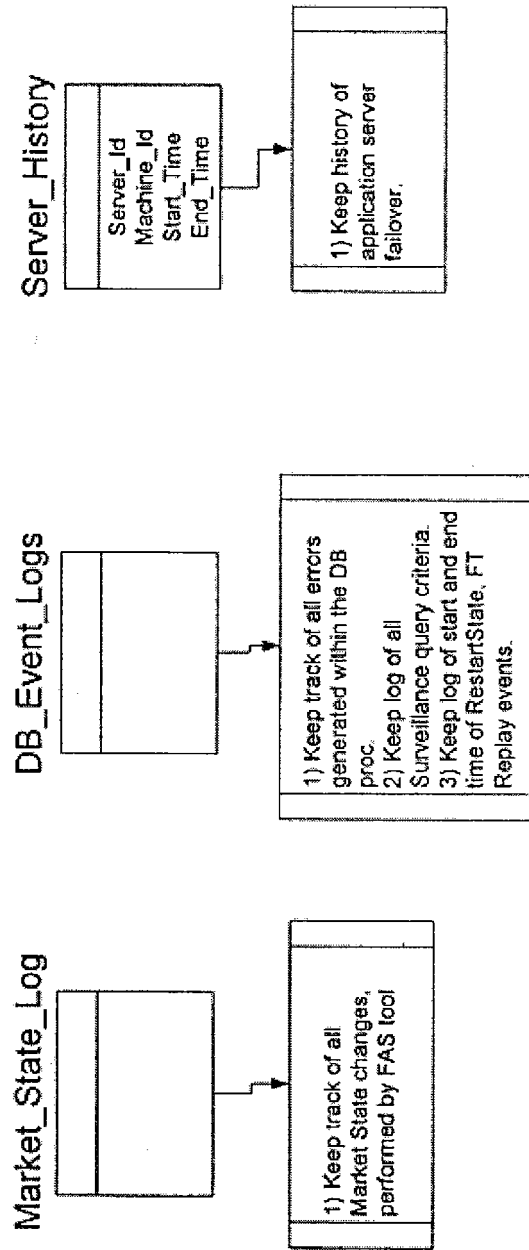 Market_State_Log
1) Keep track of all
Market State changes,
performed by FAS tool
DB_Event_Logs
1) Keep track of all errors
generated within the DB
proc.
2) Keep log of all
Surveillance query criteria.
3) Keep log of start and end
time of RestartState, FT
Replay events.
Server_History
Server_Id
Machine_Id
Start_Time
End_Time
1) Keep history of
application server
failover.